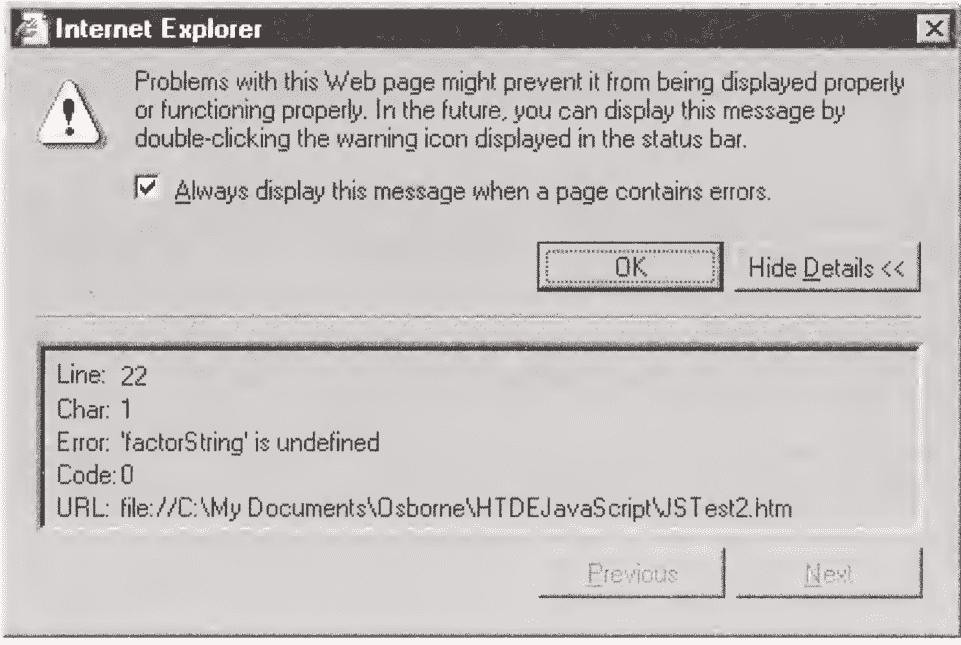 Internet Explorer
Problems with this Web page might prevent it from being displayed properly
or functioning properly. In the future, you can display this message by
double-clicking the warning icon displayed in the status bar.
Always display this message when a page contains errors.
OK
Hide Details <<
Line: 22
Char: 1
Error: 'factorString' is undefined
Code: 0
URL: file://C:\My Documents\Osborne\HTDEJavaScript\JSTest2.htm
Previous
Next